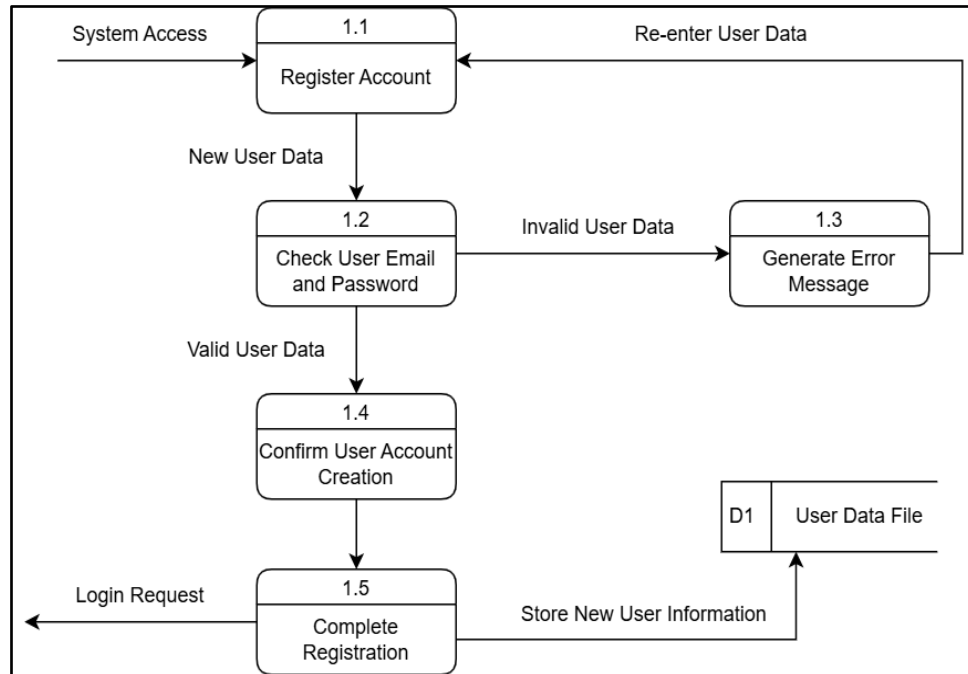 System Access
1.1
Re-enter User Data
Register Account
New User Data
1.2
Invalid User Data
1.3
Check User Email
and Password
Generate Error
Message
Valid User Data
1.4
Confirm User Account
Creation
D1
User Data File
Login Request
1.5
Store New User Information
Complete
Registration